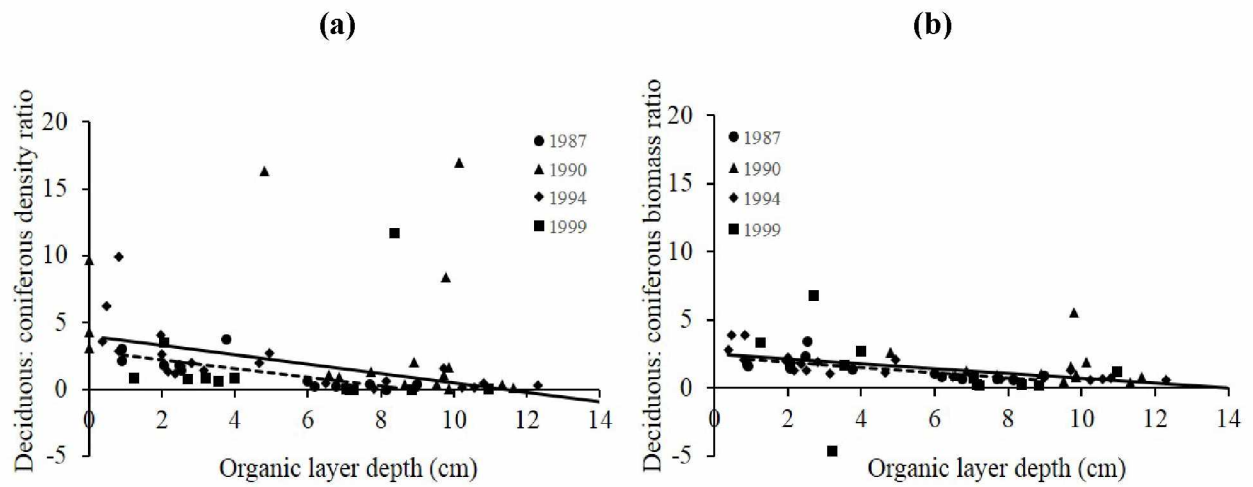 (a)
Deciduous: coniferous density ratio
20
15
10
5
0
-5
0 2 4 6 8 10 12 14
Organic layer depth (cm)
1987
1990
1994
1999
(b)
Deciduous: coniferous biomass ratio
20
15
10
5
0
-5
0 2 4 6 8 10 12 14
Organic layer depth (cm)
1987
1990
1994
1999